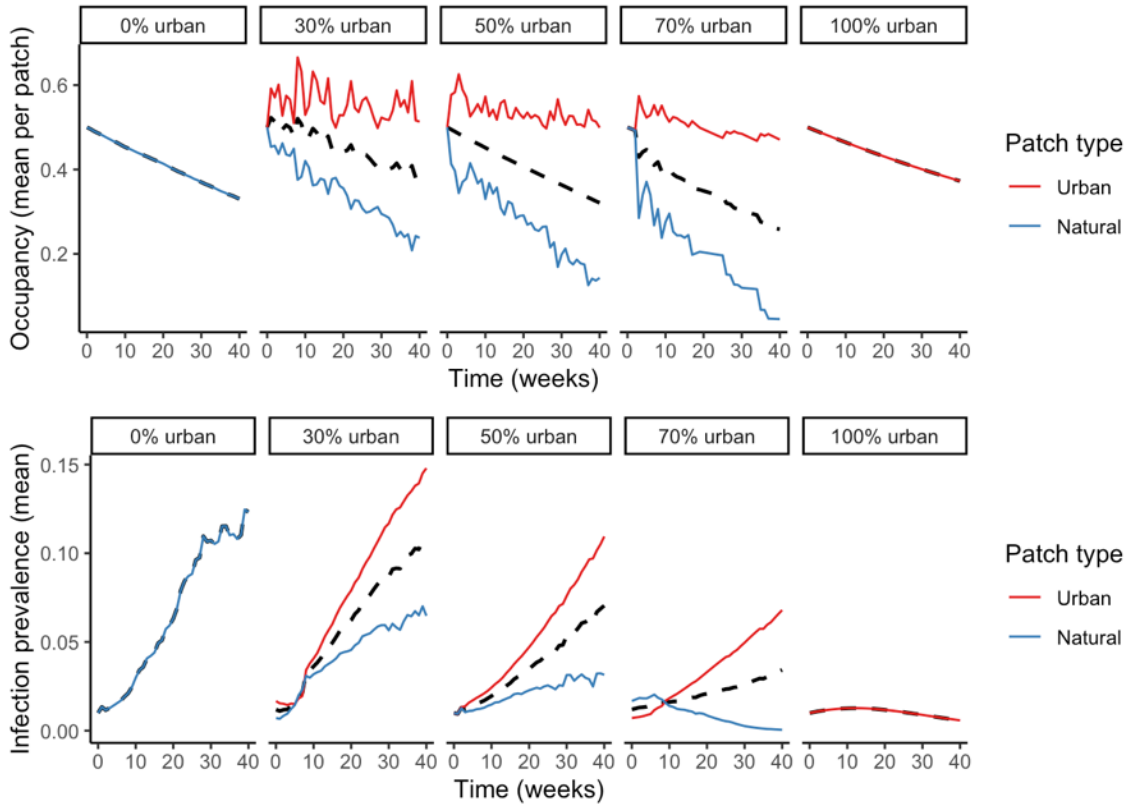 0% urban 30% urban 50% urban 70% urban 100% urban
Occupancy (mean per patch)
0.6
0.4
0.2
0 10 20 30 40 0 10 20 30 40 0 10 20 30 40 0 10 20 30 40 0 10 20 30 40
Time (weeks)
Patch type
Urban
Natural
0% urban 30% urban 50% urban 70% urban 100% urban
Infection prevalence (mean)
0.15
0.10
0.05
0.00
0 10 20 30 40 0 10 20 30 40 0 10 20 30 40 0 10 20 30 40 0 10 20 30 40
Time (weeks)
Patch type
Urban
Natural